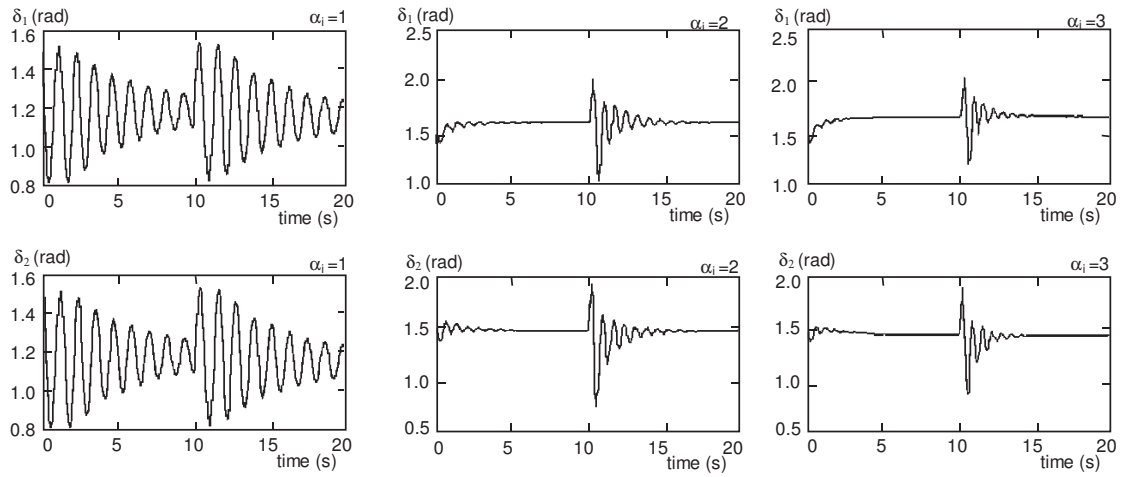 δ1 (rad) αi=1
1.6
1.4
1.2
1.0
0.8
0 5 10 15 20
time (s)
δ1 (rad) αi=2
2.5
2.0
1.5
1.0
0 5 10 15 20
time (s)
δ1 (rad) αi=3
2.5
2.0
1.5
1.0
0 5 10 15 20
time (s)
δ2 (rad) αi=1
1.6
1.4
1.2
1.0
0.8
0 5 10 15 20
time (s)
δ2 (rad) αi=2
2.0
1.5
1.0
0.5
0 5 10 15 20
time (s)
δ2 (rad) αi=3
2.0
1.5
1.0
0.5
0 5 10 15 20
time (s)